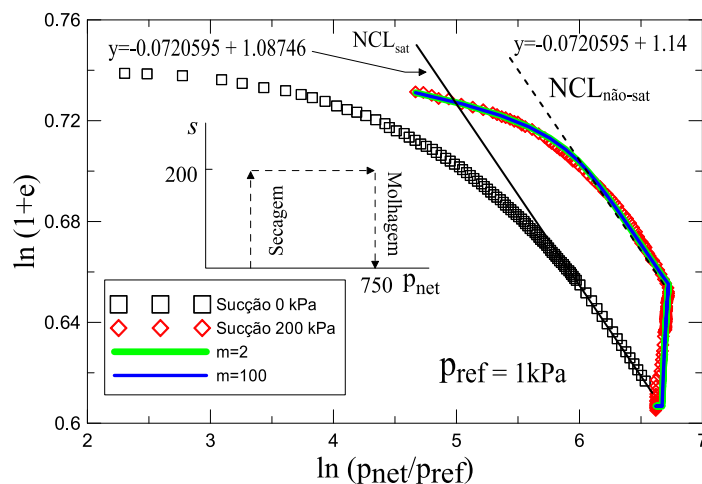 0.76
0.72
0.68
0.64
0.6
ln (1+e)
y=-0.0720595 + 1.08746
NCLsat
y=-0.0720595 + 1.14
NCLnão-sat
s
200
Secagem
Molhagem
750
pnet
Sucção 0 kPa
Sucção 200 kPa
m=2
m=100
pref = 1kPa
2 3 4 5 6 7
ln (pnet/pref)